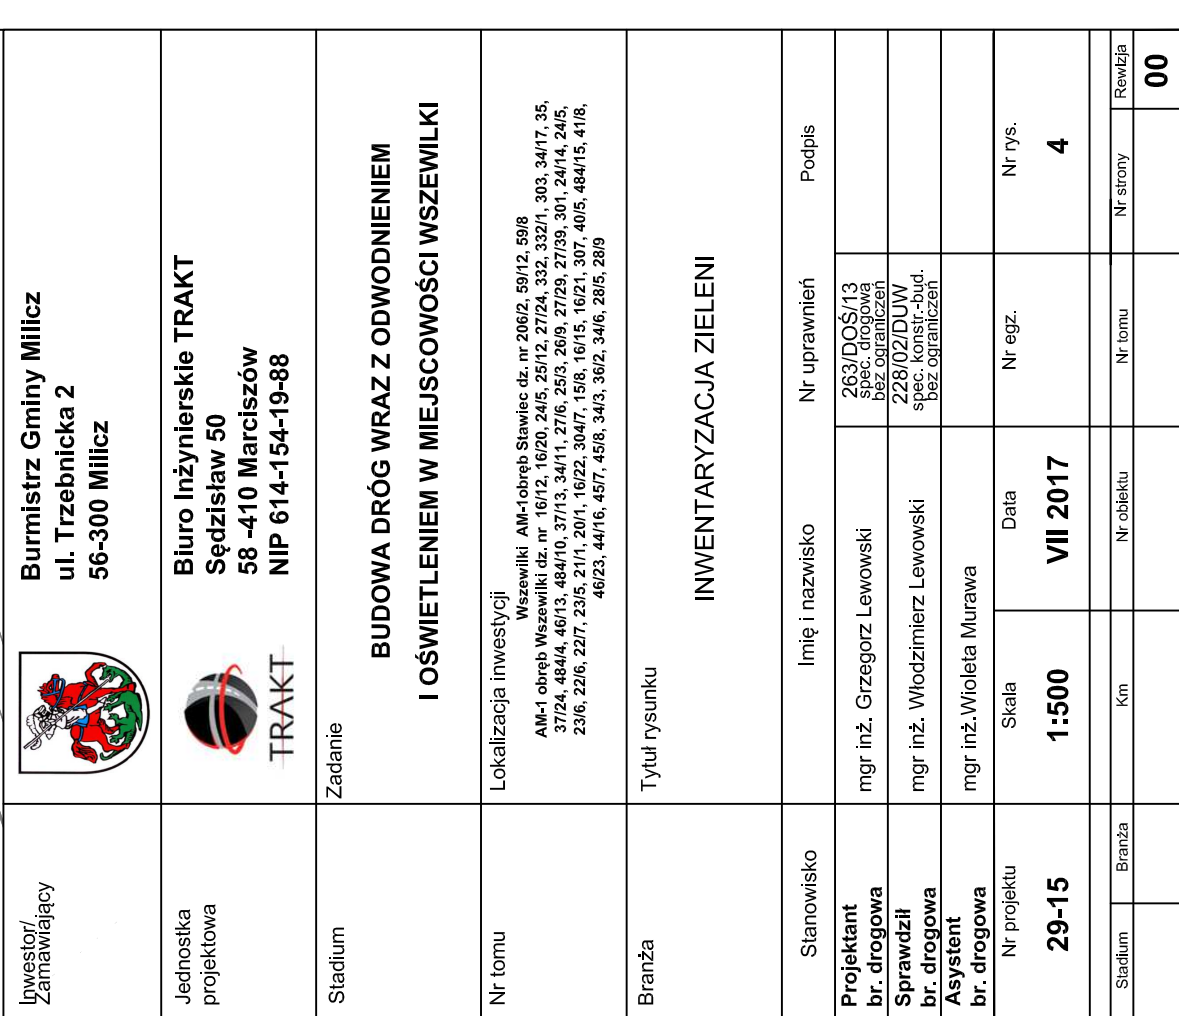 Inwestor/
Zamawiający
Burmistrz Gminy Milicz
ul. Trzebnicka 2
56-300 Milicz
Jednostka
projektowa
TRAKT
Biuro Inżynierskie TRAKT
Sędzisław 50
58 -410 Marciszów
NIP 614-154-19-88
Stadium
Zadanie
BUDOWA DRÓG WRAZ Z ODWODNIENIEM
I OŚWIETLENIEM W MIEJSCOWOŚCI WSZEWILKI
Nr tomu
Lokalizacja inwestycji
Wszewilki AM-1obręb Stawiec dz. nr 206/2, 59/12, 59/8
AM-1 obręb Wszewilki dz. nr 16/12, 16/20, 24/5, 25/12, 27/24, 332, 332/1, 303, 34/17, 35,
37/24, 484/4, 46/13, 484/10, 37/13, 34/11, 27/6, 25/3, 26/9, 27/29, 27/39, 301, 24/14, 24/5,
23/6, 22/6, 22/7, 23/5, 21/1, 20/1, 16/22, 304/7, 15/8, 16/15, 16/21, 307, 40/5, 484/15, 41/8,
46/23, 44/16, 45/7, 45/8, 34/3, 36/2, 34/6, 28/5, 28/9
Branża
Tytuł rysunku
INWENTARYZACJA ZIELENI
Stanowisko
Imię i nazwisko
Nr uprawnień
Podpis
Projektant
br. drogowa
mgr inż. Grzegorz Lewowski
263/DOŚ/13
spec. drogowa
bez ograniczeń
Sprawdził
br. drogowa
mgr inż. Włodzimierz Lewowski
228/02/DUW
spec. konstr.-bud.
bez ograniczeń
Asystent
br. drogowa
mgr inż.Wioleta Murawa
Nr projektu
Skala
Data
Nr egz.
Nr rys.
29-15
1:500
VII 2017
4
Stadium
Branża
Km
Nr obiektu
Nr tomu
Nr strony
Rewizja
00